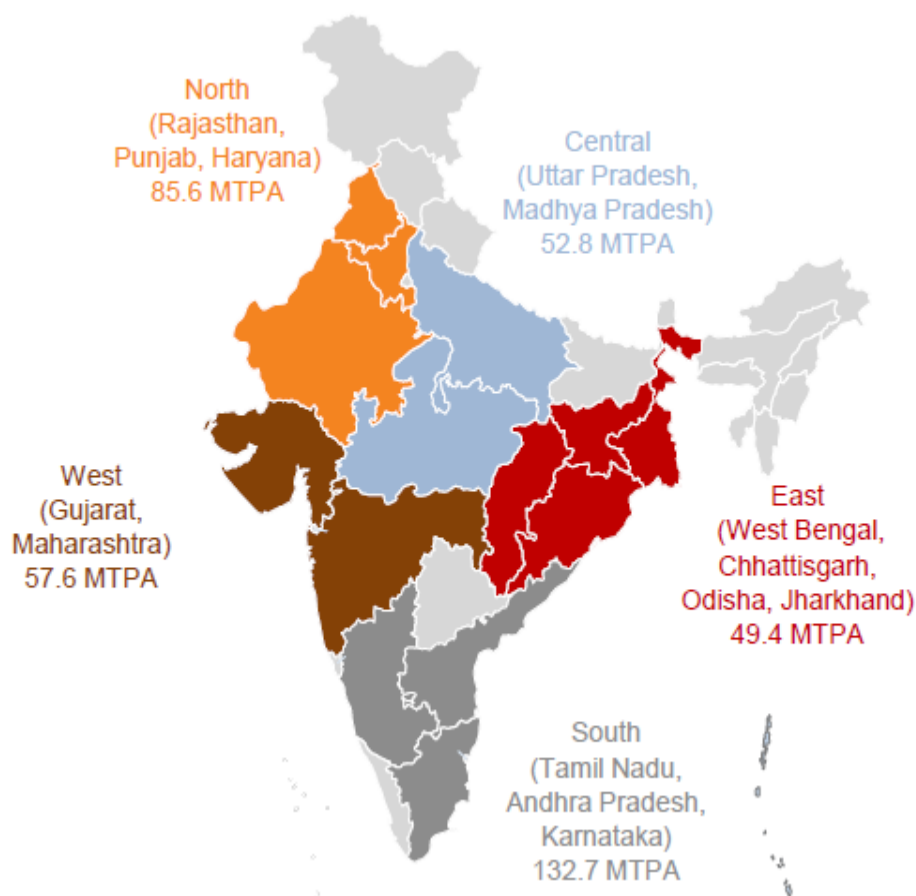 North
(Rajasthan,
Punjab, Haryana)
85.6 MTPA
Central
(Uttar Pradesh,
Madhya Pradesh)
52.8 MTPA
West
(Gujarat,
Maharashtra)
57.6 MTPA
East
(West Bengal,
Chhattisgarh,
Odisha, Jharkhand)
49.4 MTPA
South
(Tamil Nadu,
Andhra Pradesh,
Karnataka)
132.7 MTPA